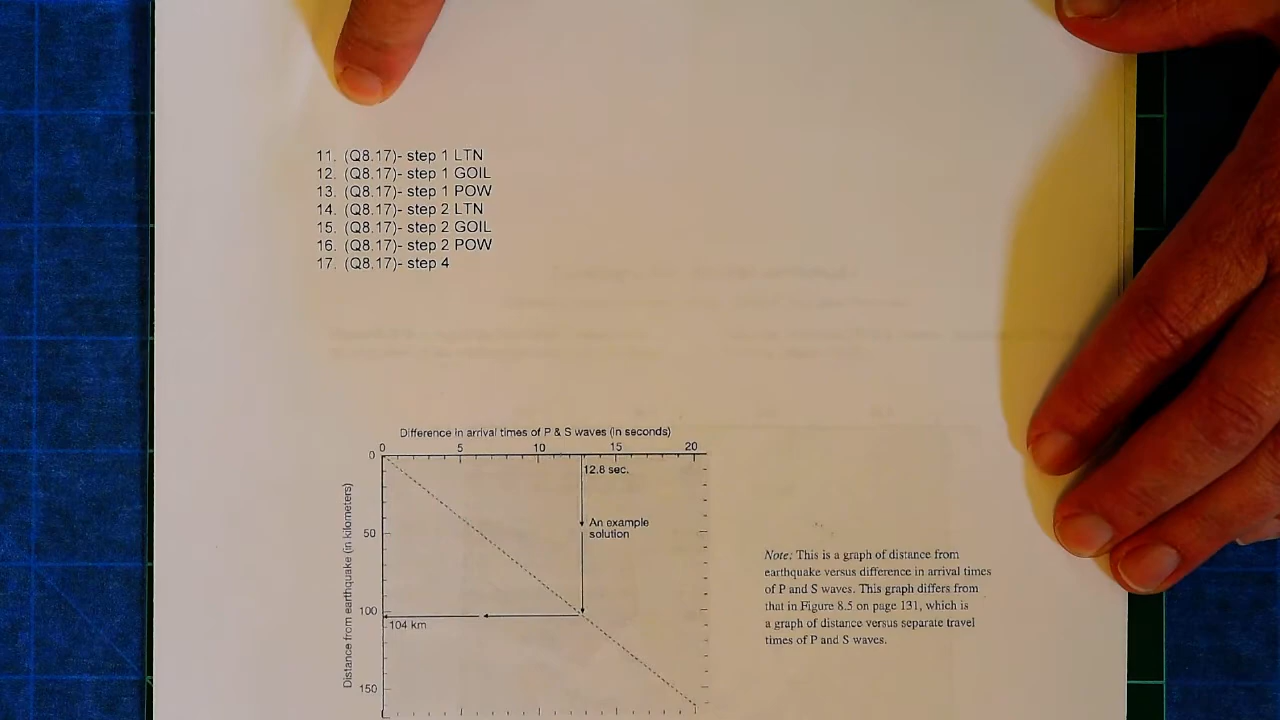 11. (Q8.17)- step 1 LTN
12. (Q8.17)- step 1 GOIL
13. (Q8.17)- step 1 POW
14. (Q8.17)- step 2 LTN
15. (Q8.17)- step 2 GOIL
16. (Q8.17)- step 2 POW
17. (Q8.17)- step 4
Difference in arrival times of P & S waves (in seconds)
0 5 10 15 20
0
12.8 sec.
An example
solution
50
100
104 km
150
Distance from earthquake (in kilometers)
Note: This is a graph of distance from
earthquake versus difference in arrival times
of P and S waves. This graph differs from
that in Figure 8.5 on page 131, which is
a graph of distance versus separate travel
times of P and S waves.